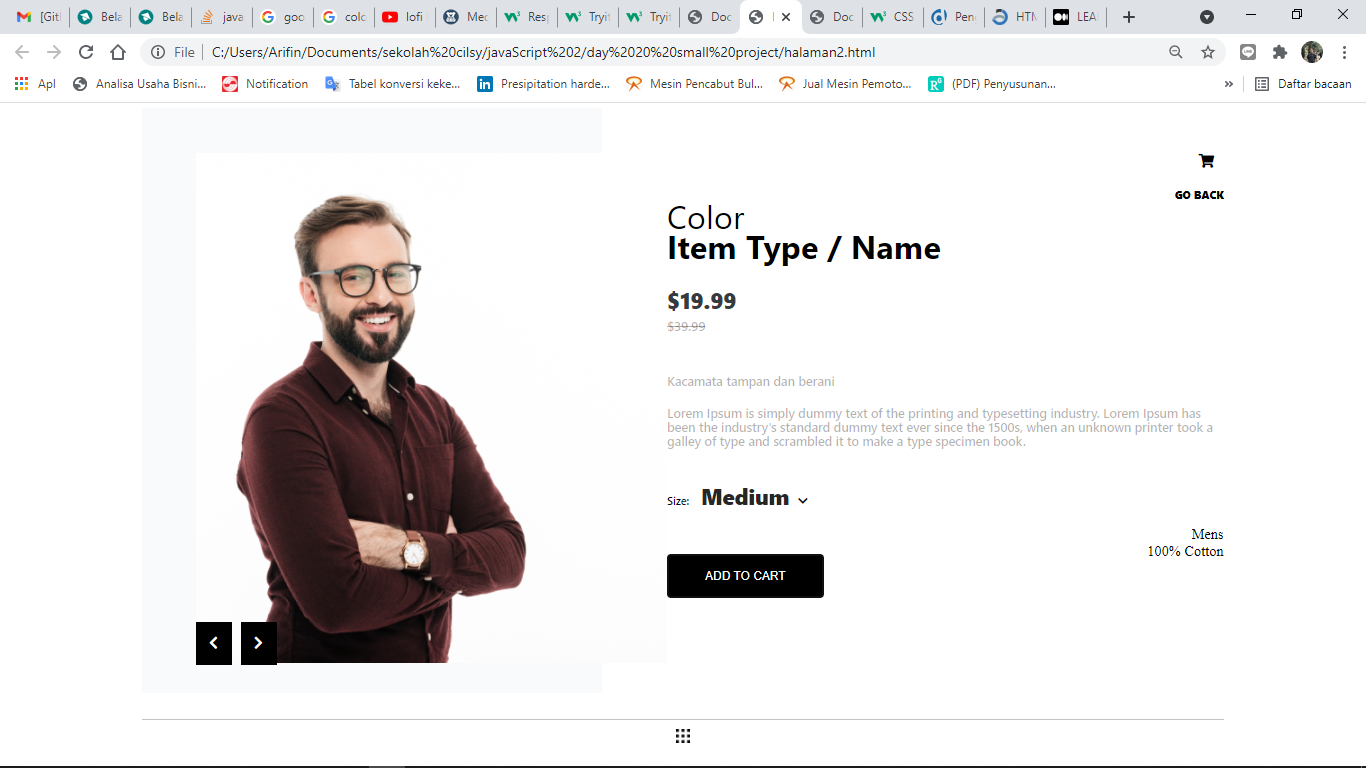 [Git
Bela
Bela
java
goo
colo
lofi
Med
Resp
Tryit
Tryit
Doc
Doc
CSS
Pen
HTN
LEA
File
C:/Users/Arifin/Documents/sekolah%20cilsy/javaScript%202/day%2020%20small%20project/halaman2.html
Apl
Analisa Usaha Bisni...
Notification
Tabel konversi keke...
Presipitation harde...
Mesin Pencabut Bul...
Jual Mesin Pemoto...
(PDF) Penyusunan...
»
Daftar bacaan
GO BACK
Color
Item Type / Name
$19.99
$39.99
Kacamata tampan dan berani
Lorem Ipsum is simply dummy text of the printing and typesetting industry. Lorem Ipsum has
been the industry's standard dummy text ever since the 1500s, when an unknown printer took a
galley of type and scrambled it to make a type specimen book.
Size: Medium
Mens
100% Cotton
ADD TO CART